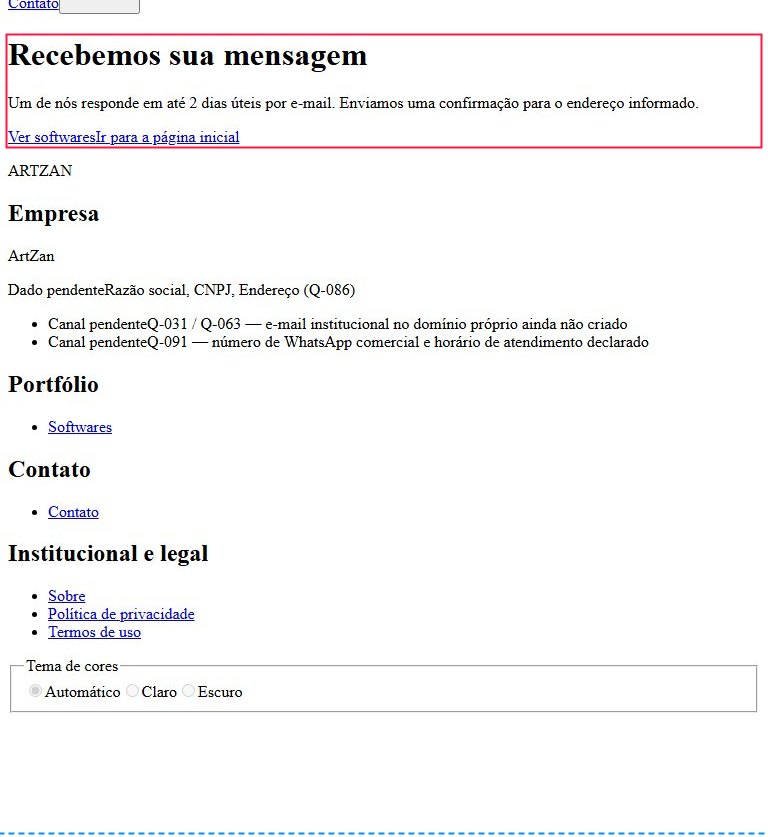 Contato
Recebemos sua mensagem
Um de nós responde em até 2 dias úteis por e-mail. Enviamos uma confirmação para o endereço informado.
Ver softwaresIr para a página inicial
ARTZAN
Empresa
ArtZan
Dado pendenteRazão social, CNPJ, Endereço (Q-086)
Canal pendenteQ-031 / Q-063 — e-mail institucional no domínio próprio ainda não criado
Canal pendenteQ-091 — número de WhatsApp comercial e horário de atendimento declarado
Portfólio
Softwares
Contato
Contato
Institucional e legal
Sobre
Política de privacidade
Termos de uso
Tema de cores
Automático Claro Escuro